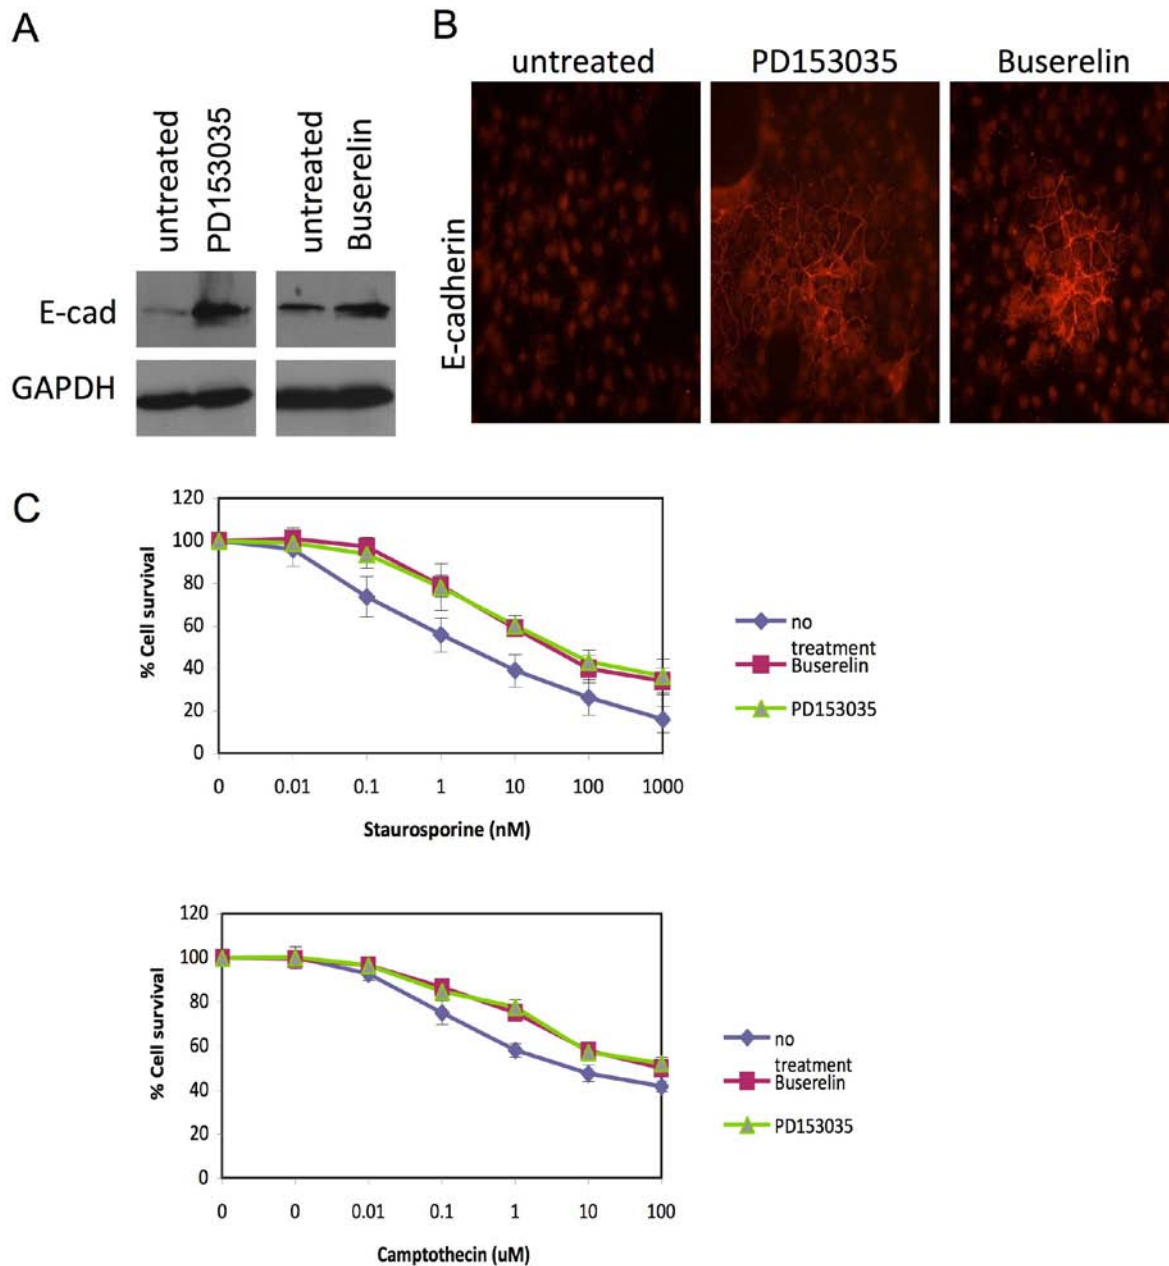 A
untreated
PD153035
untreated
Buserelin
E-cad
GAPDH
B
untreated PD153035 Buserelin
E-cadherin
C
120
100
80
60
40
20
0
% Cell survival
0 0.01 0.1 1 10 100 1000
Staurosporine (nM)
no
treatment
Buserelin
PD153035
120
100
80
60
40
20
0
% Cell survival
0 0 0.01 0.1 1 10 100
Camptothecin (uM)
no
treatment
Buserelin
PD153035